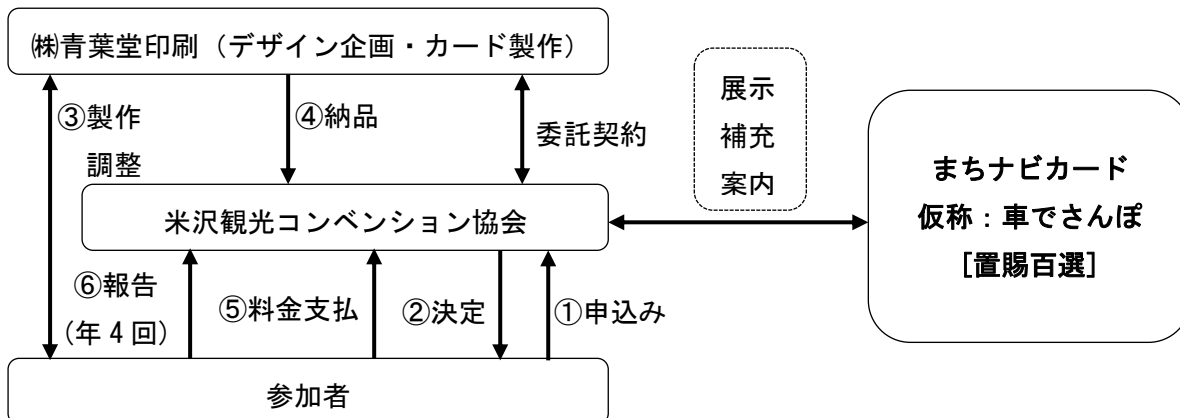 ㈱青葉堂印刷（デザイン企画・カード製作）
③製作
調整
④納品
委託契約
展示
補充
案内
まちナビカード
仮称：車でさんぽ
[置賜百選]
米沢観光コンベンション協会
⑥報告
(年４回)
⑤料金支払
②決定
①申込み
参加者